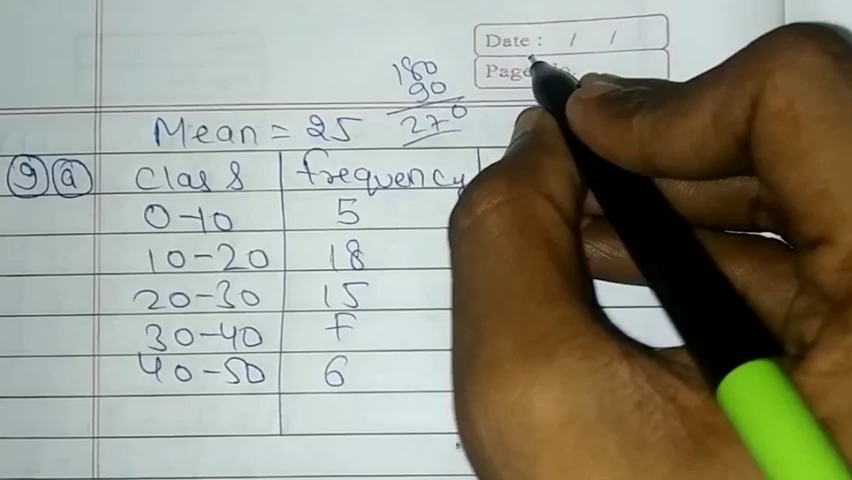 Date : / /
Page
180
90
270
Mean = 25
9 a Class frequency
0-10 5
10-20 18
20-30 15
30-40 F
40-50 6